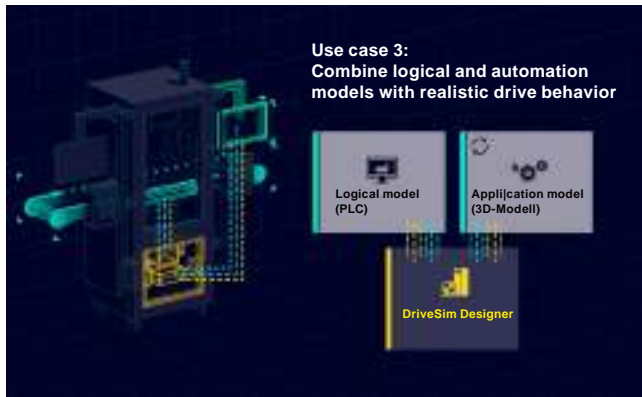 Use case 3:
Combine logical and automation
models with realistic drive behavior
Logical model
(PLC)
Appli|cation model
(3D-Modell)
DriveSim Designer